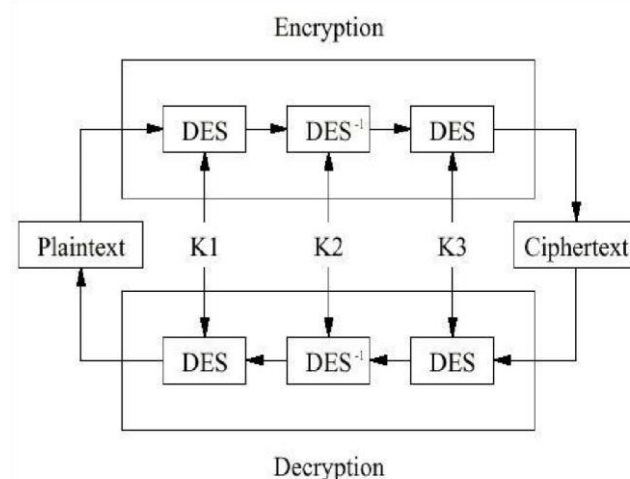 Encryption
DES DES⁻¹ DES
Plaintext K1 K2 K3 Ciphertext
DES DES⁻¹ DES
Decryption